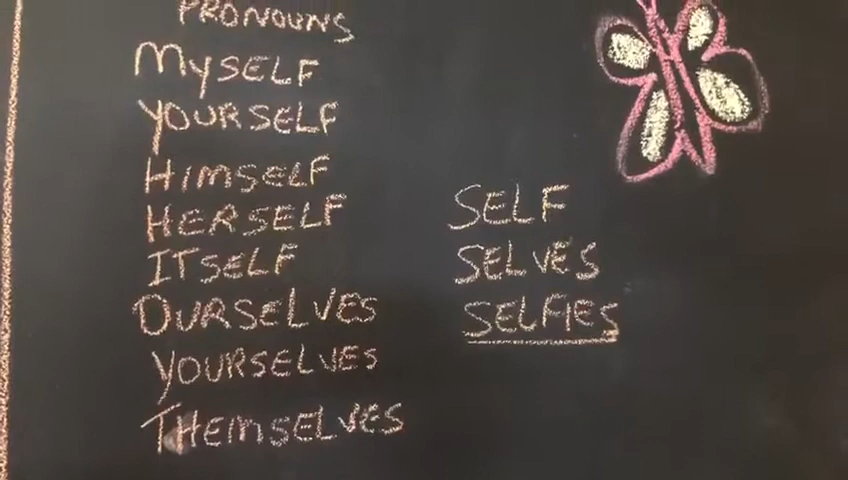 PRONOUNS
MYSELF
YOURSELF
HIMSELF
HERSELF
ITSELF
OURSELVES
YOURSELVES
THEMSELVES
SELF
SELVES
SELFIES